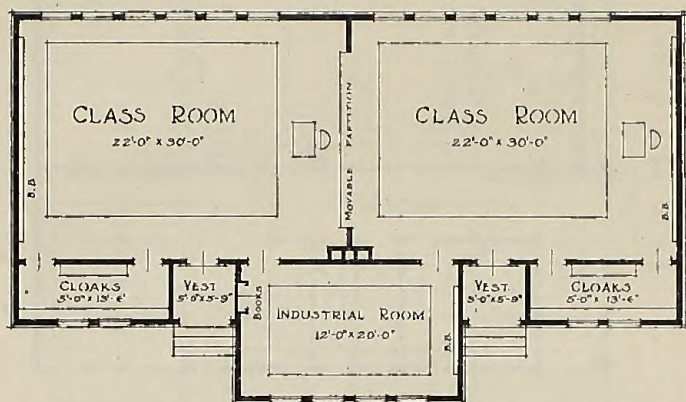 CLASS ROOM
22'-0" X 30'-0"
B.B.
MOVABLE PARTITION
CLASS ROOM
22'-0" X 30'-0"
B.B.
CLOAKS
5'-0" X 13'-6"
VEST.
5'-0" X 5'-9"
BOOKS
INDUSTRIAL ROOM
12'-0" X 20'-0"
B.B.
VEST.
5'-0" X 5'-9"
CLOAKS
5'-0" X 13'-6"